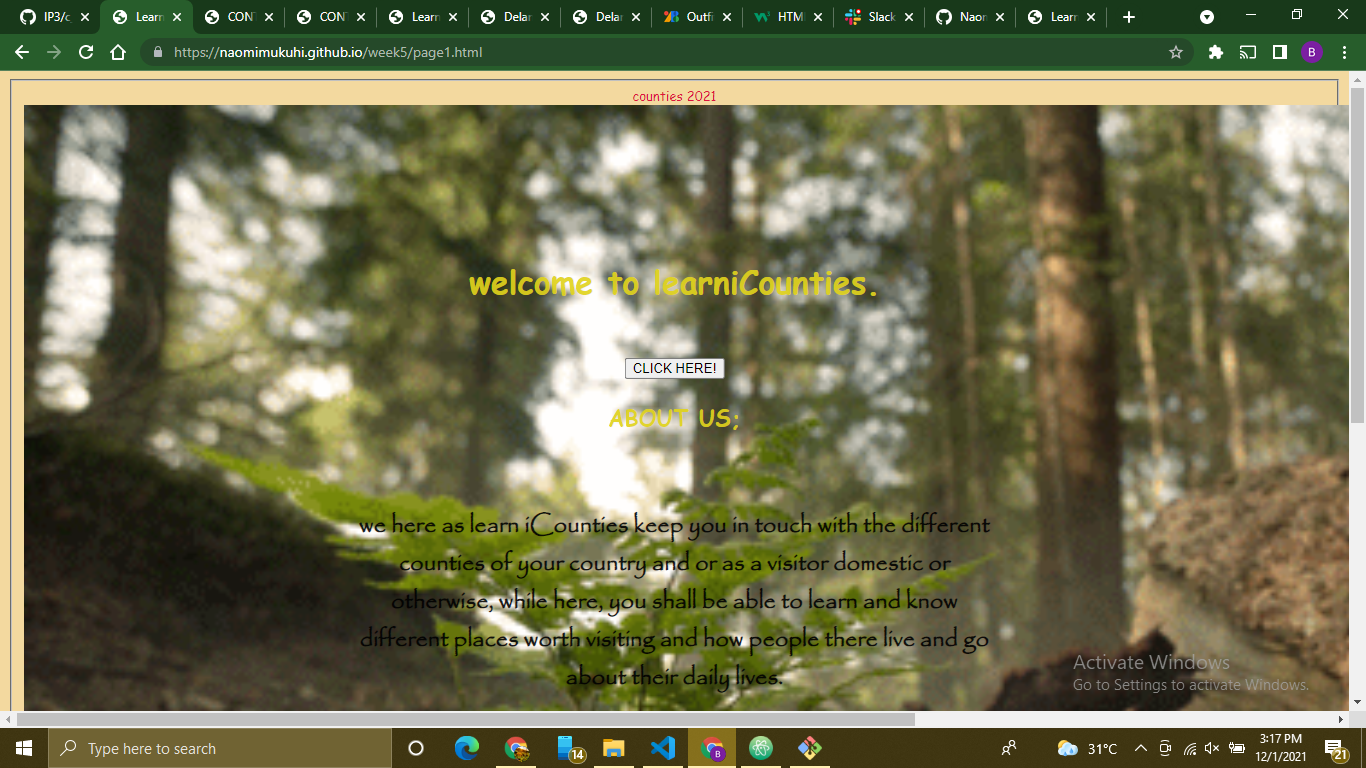 IP3/c
Learn
CON
CON
Learn
Delan
Delan
Outfi
HTM
Slack
Naon
Learn
https://naomimukuhi.github.io/week5/page1.html
B
counties 2021
welcome to learniCounties.
CLICK HERE!
ABOUT US;
we here as learn iCounties keep you in touch with the different
counties of your country and or as a visitor domestic or
otherwise, while here, you shall be able to learn and know
different places worth visiting and how people there live and go
about their daily lives.
Activate Windows
Go to Settings to activate Windows.
Type here to search
14
B
31°C
3:17 PM
12/1/2021
21